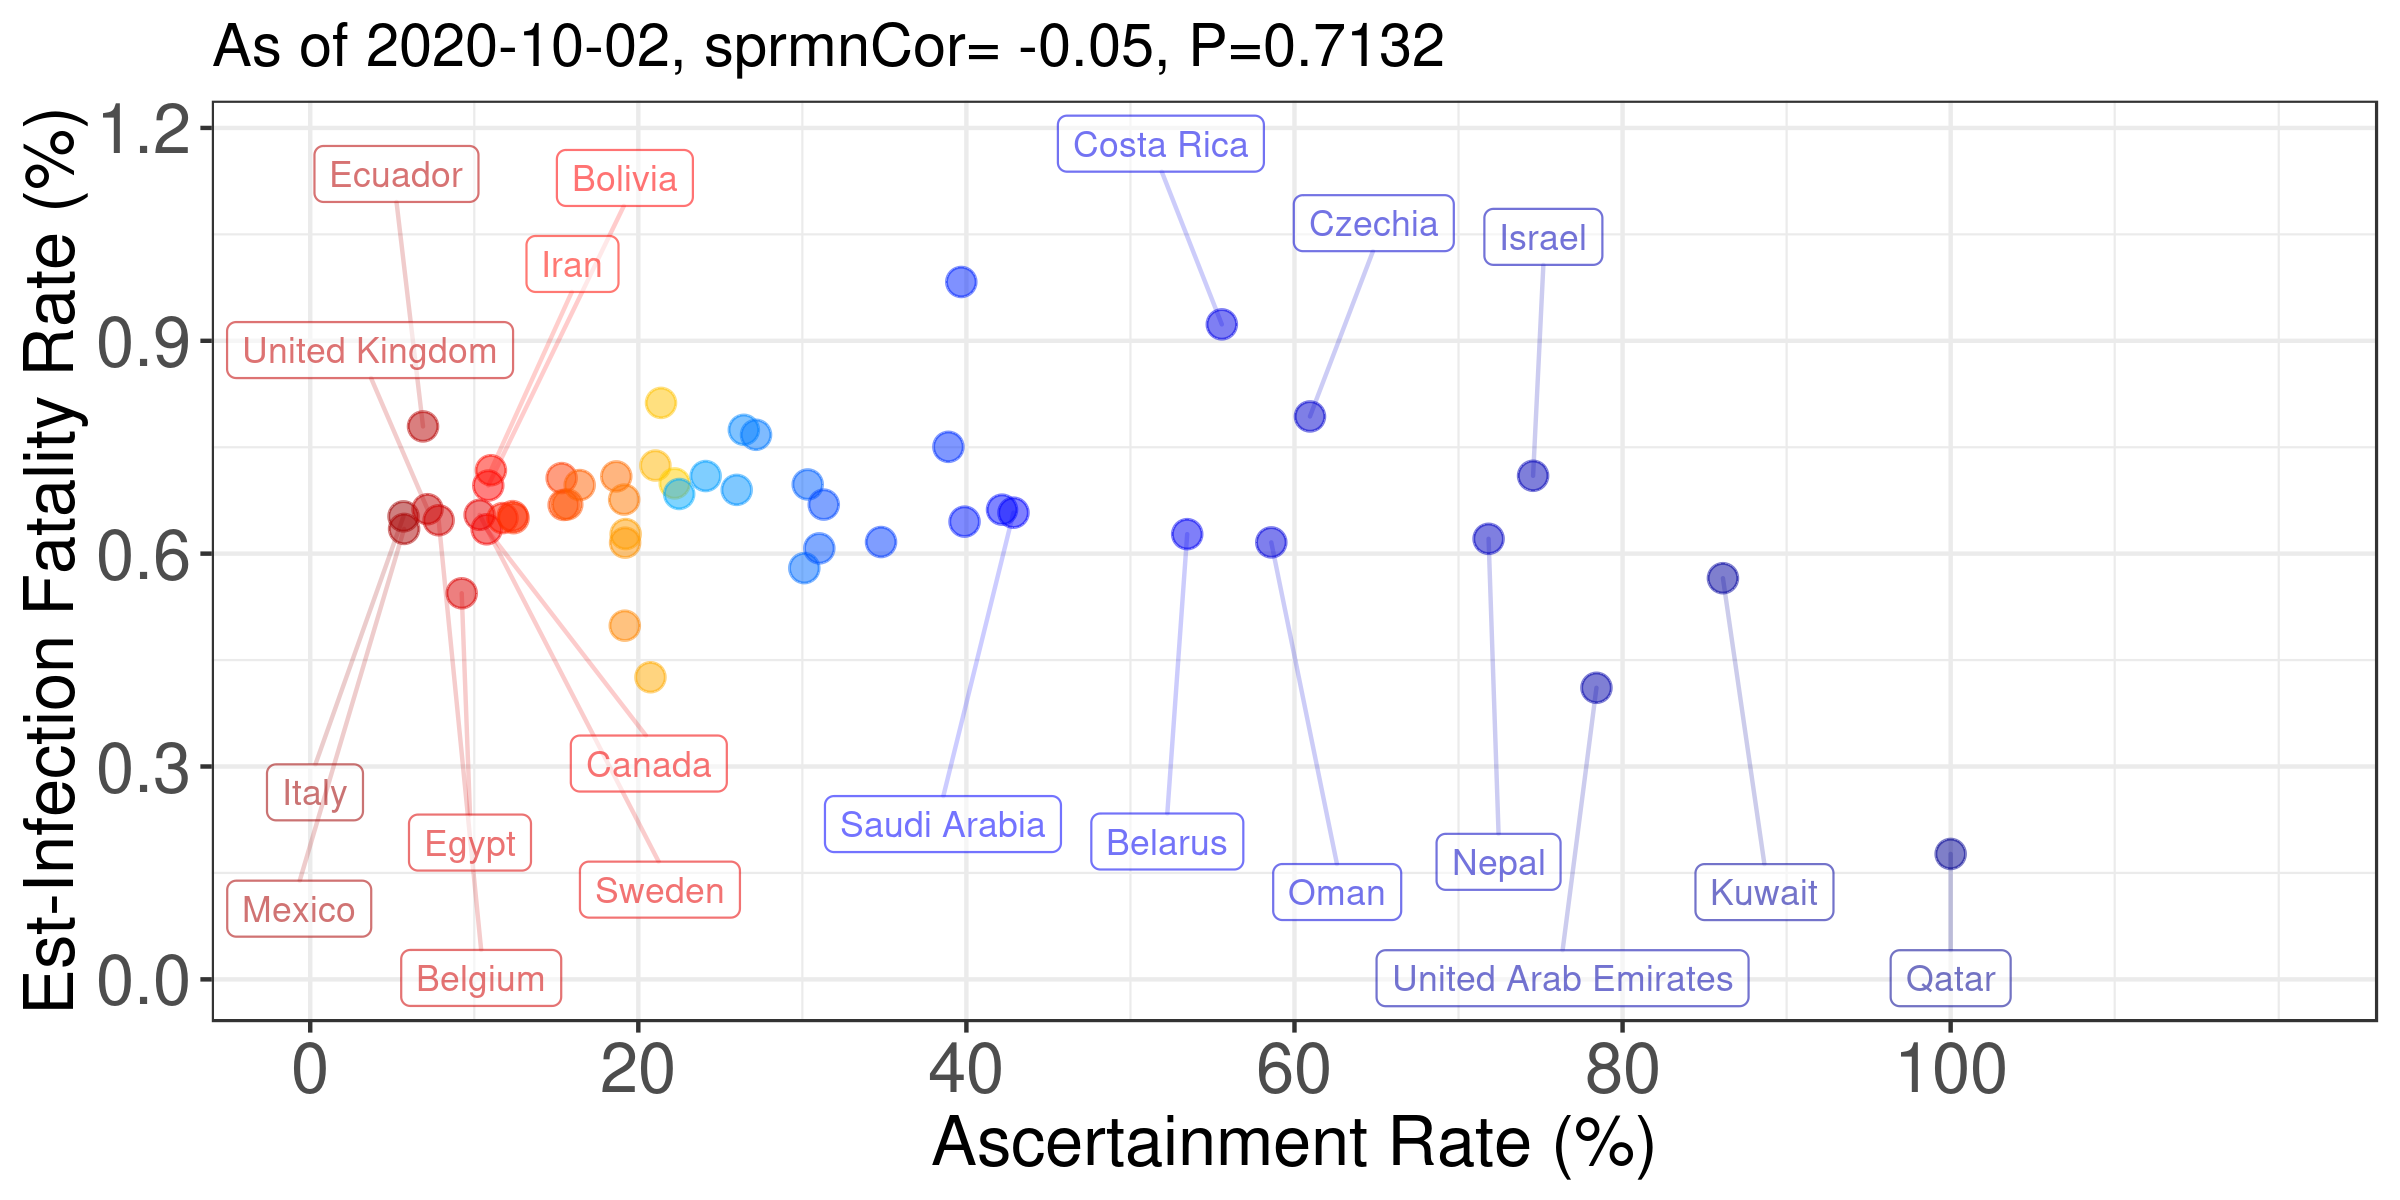 As of 2020-10-02, sprmnCor= -0.05, P=0.7132
Est-Infection Fatality Rate (%)
1.2
0.9
0.6
0.3
0.0
Costa Rica
Ecuador
Bolivia
Czechia
Israel
Iran
United Kingdom
Canada
Italy
Saudi Arabia
Belarus
Egypt
Nepal
Sweden
Oman
Kuwait
Mexico
Belgium
United Arab Emirates
Qatar
0 20 40 60 80 100
Ascertainment Rate (%)